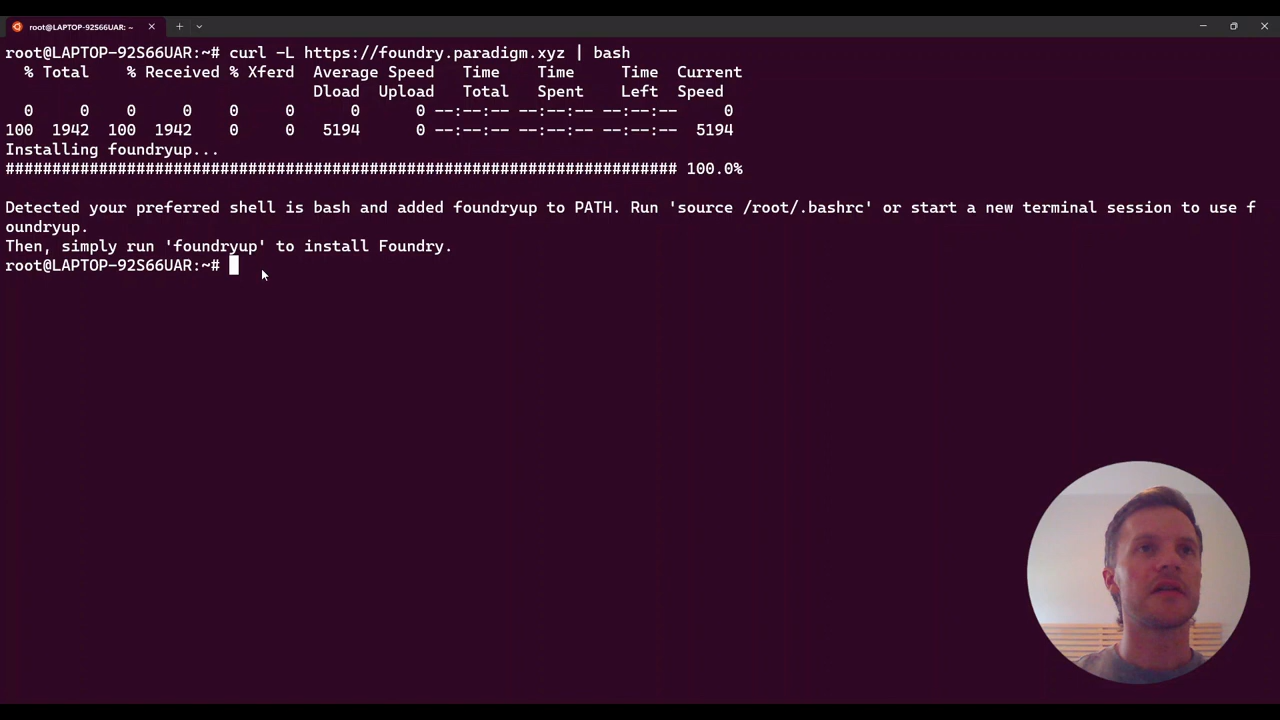 root@LAPTOP-92S66UAR: ~
root@LAPTOP-92S66UAR:~# curl -L https://foundry.paradigm.xyz | bash
% Total % Received % Xferd Average Speed Time Time Time Current
Dload Upload Total Spent Left Speed
0 0 0 0 0 0 0 0 --:--:-- --:--:-- --:--:-- 0
100 1942 100 1942 0 0 5194 0 --:--:-- --:--:-- --:--:-- 5194
Installing foundryup...
######################################################################## 100.0%
Detected your preferred shell is bash and added foundryup to PATH. Run 'source /root/.bashrc' or start a new terminal session to use f
oundryup.
Then, simply run 'foundryup' to install Foundry.
root@LAPTOP-92S66UAR:~#